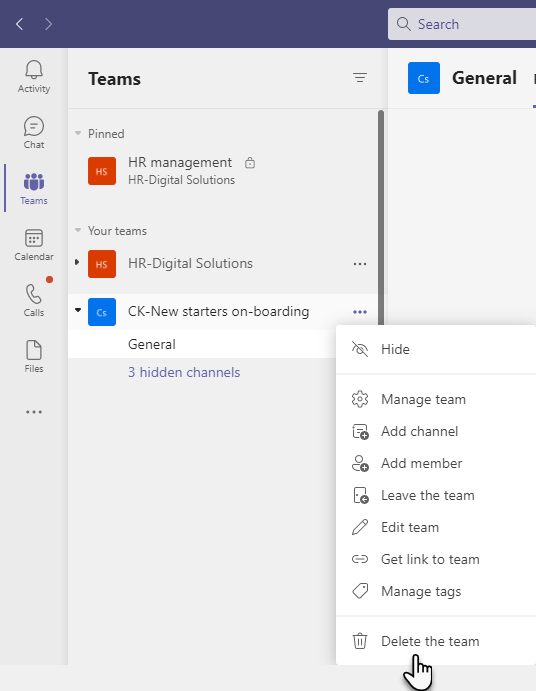 Search
Activity
Chat
Teams
Calendar
Calls
Files
Teams
Pinned
HS
HR management
HR-Digital Solutions
Your teams
HS
HR-Digital Solutions
Cs
CK-New starters on-boarding
General
3 hidden channels
Cs
General
Hide
Manage team
Add channel
Add member
Leave the team
Edit team
Get link to team
Manage tags
Delete the team